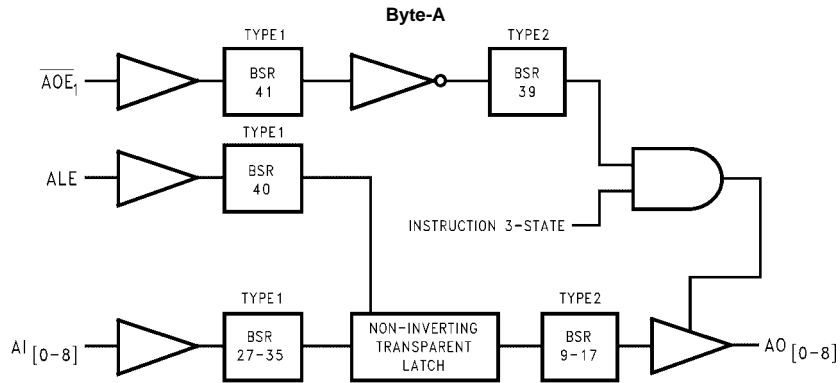 Byte-A
TYPE1
TYPE2
AOE1
BSR
41
BSR
39
TYPE1
ALE
BSR
40
INSTRUCTION 3-STATE
TYPE1
TYPE2
AI[0-8]
BSR
27-35
NON-INVERTING
TRANSPARENT
LATCH
BSR
9-17
AO[0-8]